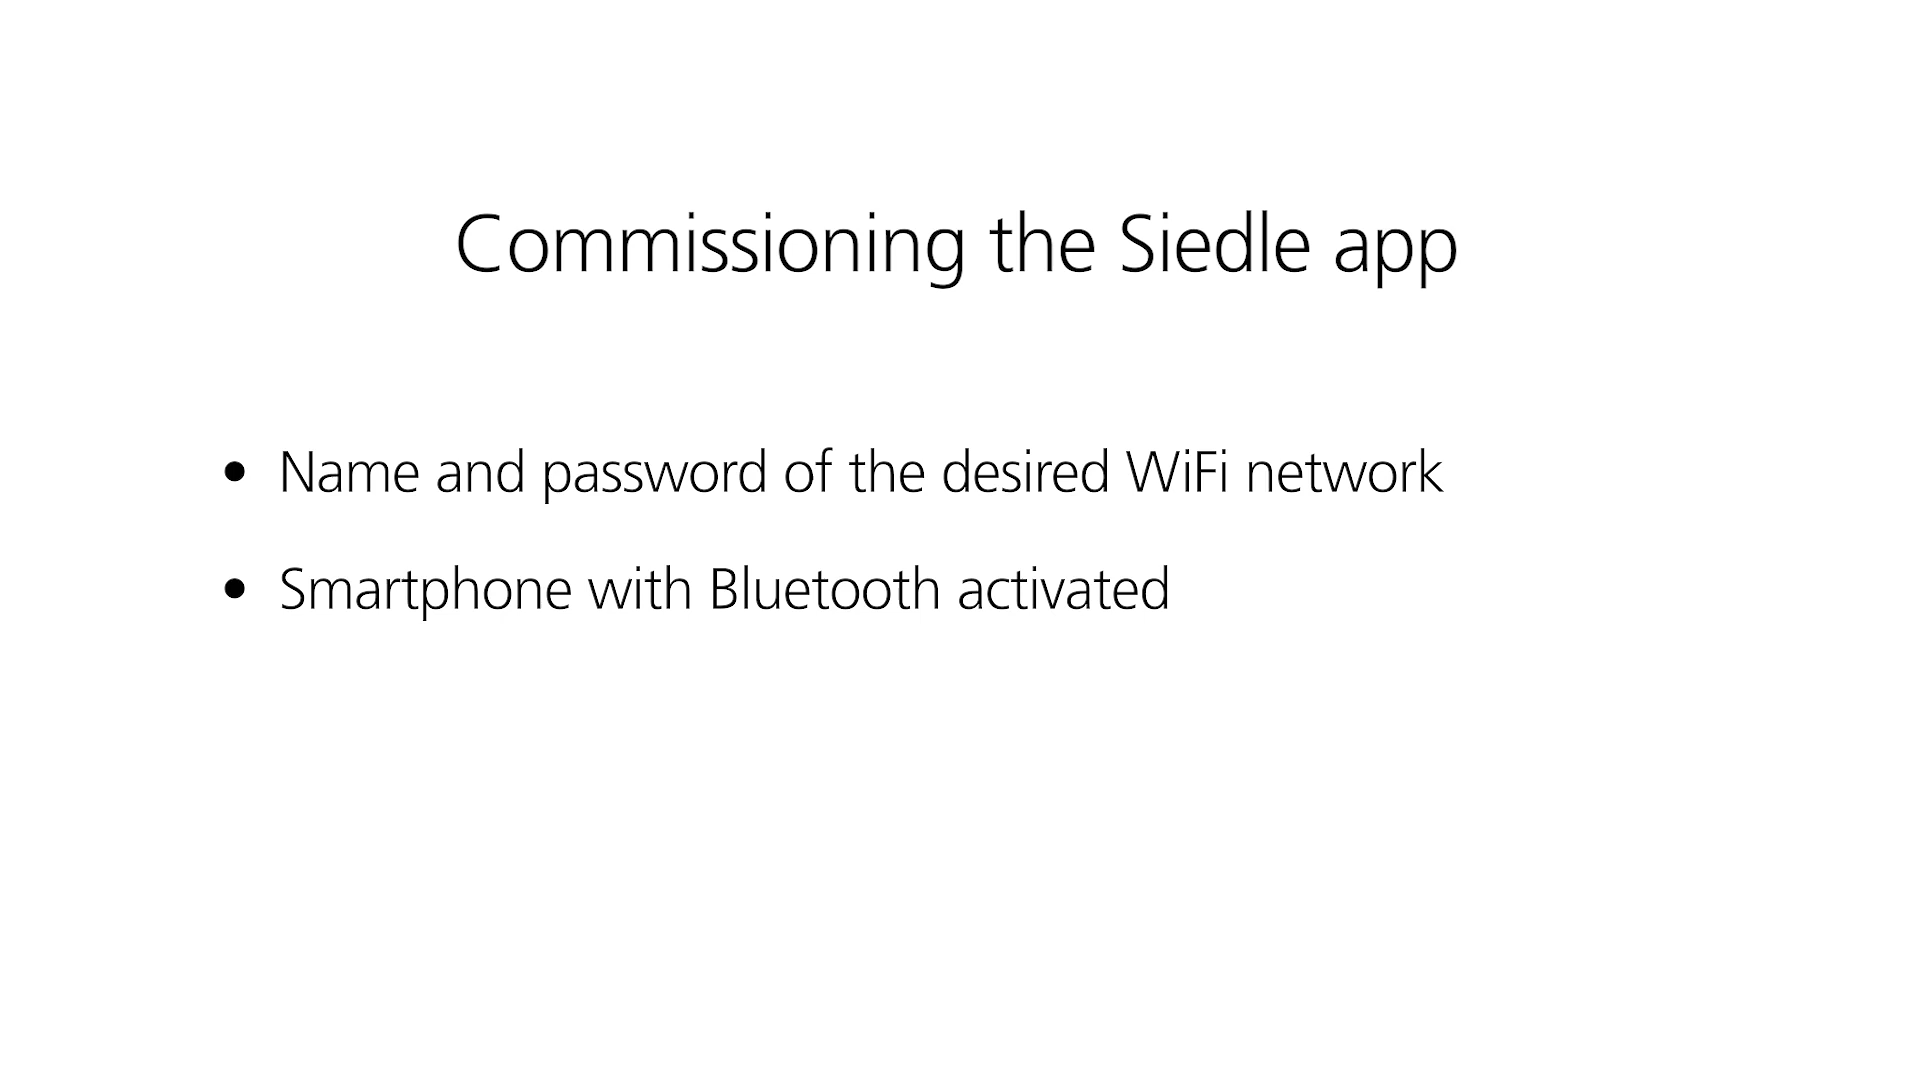 Commissioning the Siedle app
• Name and password of the desired WiFi network
• Smartphone with Bluetooth activated